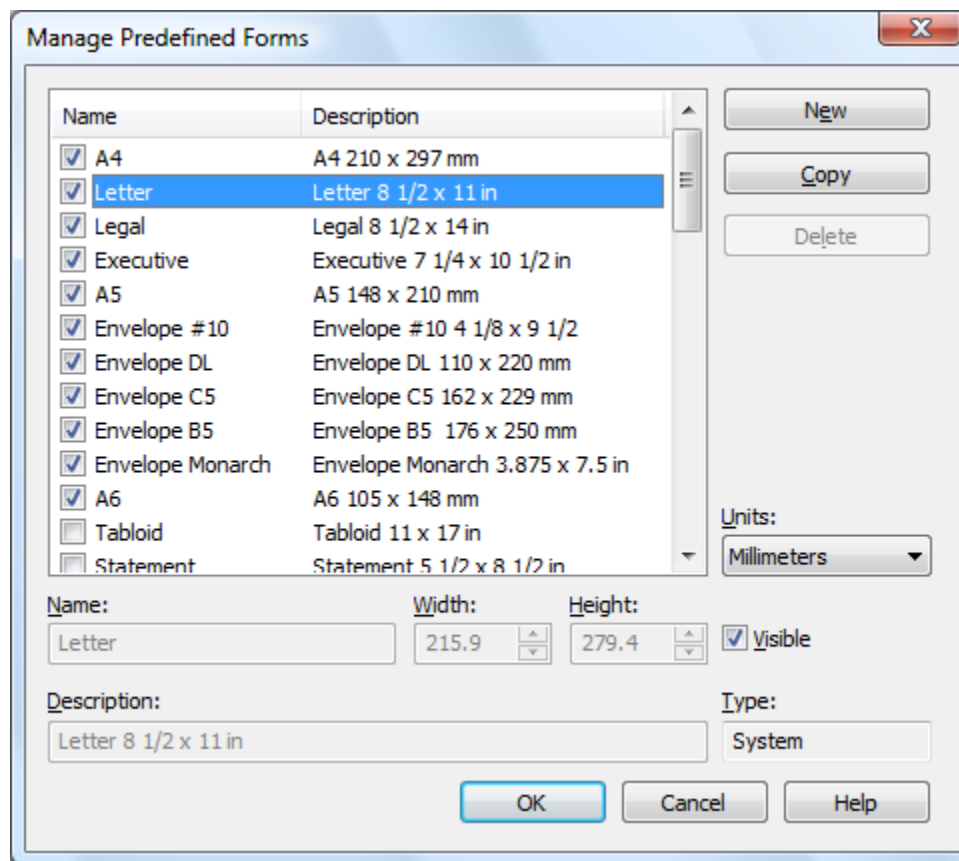 Manage Predefined Forms
Name Description
A4 A4 210 x 297 mm
Letter Letter 8 1/2 x 11 in
Legal Legal 8 1/2 x 14 in
Executive Executive 7 1/4 x 10 1/2 in
A5 A5 148 x 210 mm
Envelope #10 Envelope #10 4 1/8 x 9 1/2
Envelope DL Envelope DL 110 x 220 mm
Envelope C5 Envelope C5 162 x 229 mm
Envelope B5 Envelope B5  176 x 250 mm
Envelope Monarch Envelope Monarch 3.875 x 7.5 in
A6 A6 105 x 148 mm
Tabloid Tabloid 11 x 17 in
Statement Statement 5 1/2 x 8 1/2 in
New
Copy
Delete
Units:
Millimeters
Name: Width: Height:
Letter 215.9 279.4 Visible
Description: Type:
Letter 8 1/2 x 11 in System
OK Cancel Help